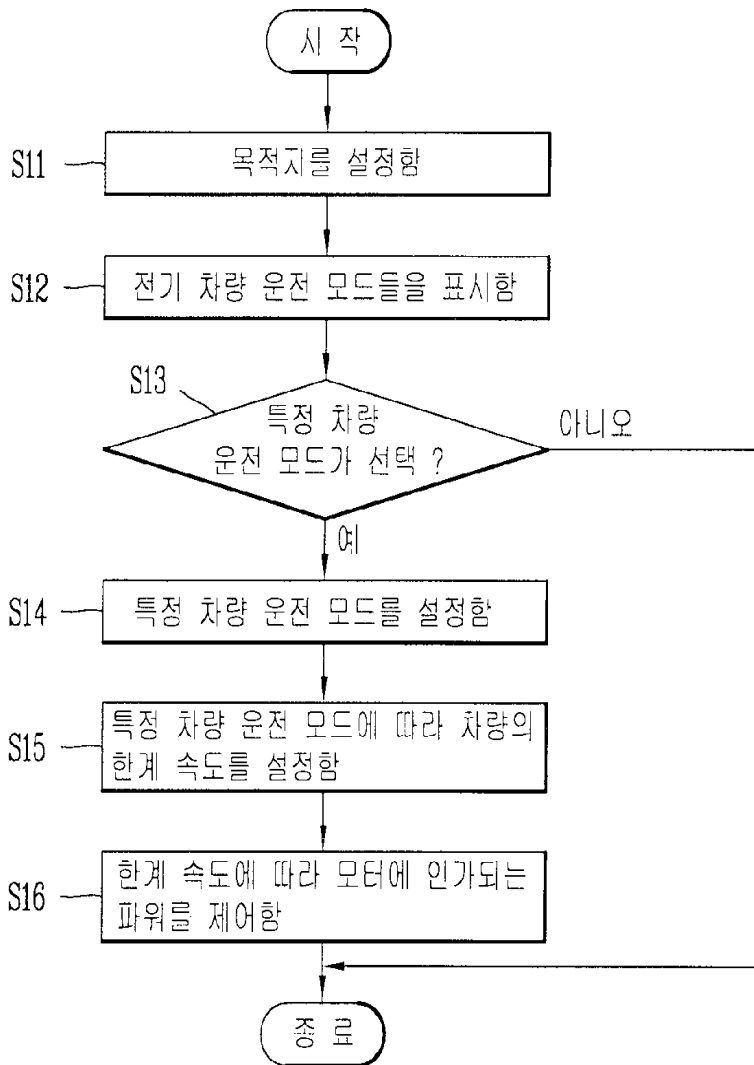 시 작
S11
목적지를 설정함
S12
전기 차량 운전 모드들을 표시함
S13
특정 차량
운전 모드가 선택 ?
아니오
예
S14
특정 차량 운전 모드를 설정함
S15
특정 차량 운전 모드에 따라 차량의
한계 속도를 설정함
S16
한계 속도에 따라 모터에 인가되는
파워를 제어함
종 료